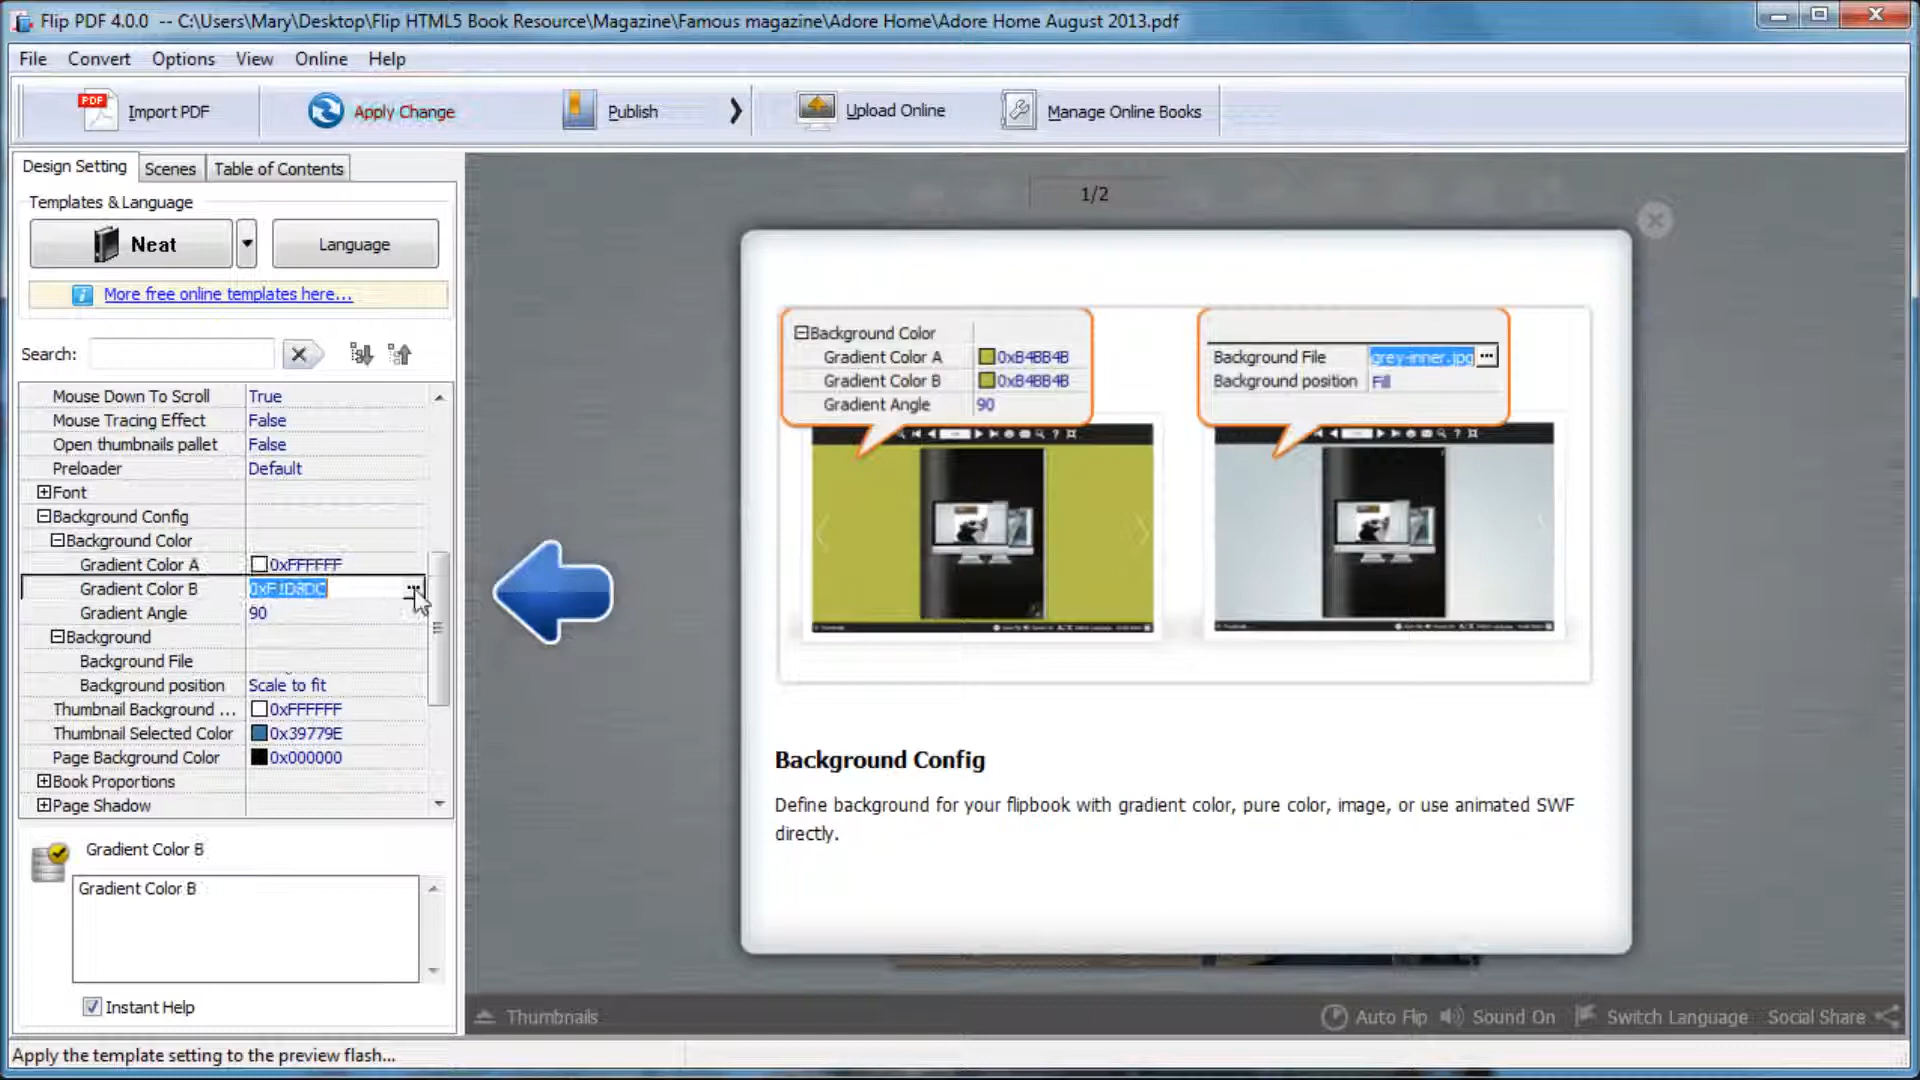 Flip PDF 4.0.0 -- C:\Users\Mary\Desktop\Flip HTML5 Book Resource\Magazine\Famous magazine\Adore Home\Adore Home August 2013.pdf
File Convert Options View Online Help
PDF Import PDF Apply Change Publish Upload Online Manage Online Books
Design Setting Scenes Table of Contents
Templates & Language
Neat Language
More free online templates here...
Search:
Mouse Down To Scroll True
Mouse Tracing Effect False
Open thumbnails pallet False
Preloader Default
Font
Background Config
Background Color
Gradient Color A 0xFFFFFF
Gradient Color B 0xF1D8DC
Gradient Angle 90
Background
Background File
Background position Scale to fit
Thumbnail Background ... 0xFFFFFF
Thumbnail Selected Color 0x39779E
Page Background Color 0x000000
Book Proportions
Page Shadow
Gradient Color B
Gradient Color B
Instant Help
Apply the template setting to the preview flash...
1/2
Background Color
Gradient Color A 0xB4BB4B
Gradient Color B 0xB4BB4B
Gradient Angle 90
Background File grey-inner.jpg ...
Background position Fill
Background Config
Define background for your flipbook with gradient color, pure color, image, or use animated SWF
directly.
Thumbnails Auto Flip Sound On Switch Language Social Share